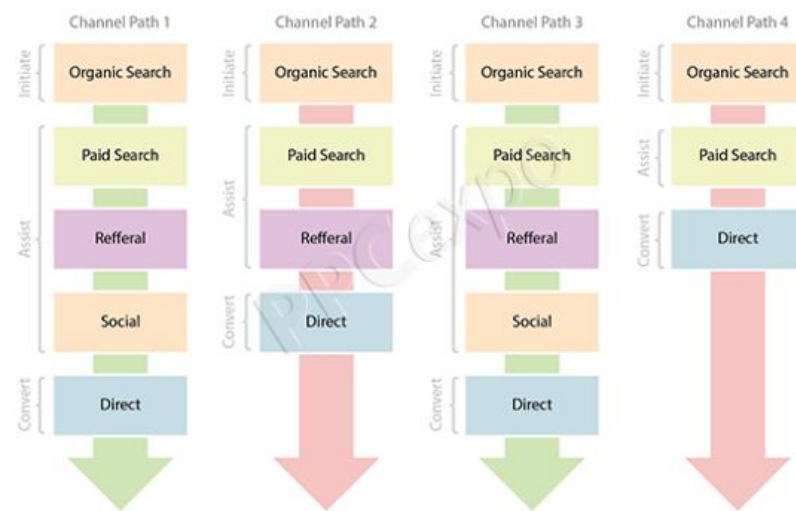 Channel Path 1
Initiate
Organic Search
Assist
Paid Search
Refferal
Social
Convert
Direct
Channel Path 2
Initiate
Organic Search
Assist
Paid Search
Refferal
Convert
Direct
Channel Path 3
Initiate
Organic Search
Assist
Paid Search
Refferal
Social
Convert
Direct
Channel Path 4
Initiate
Organic Search
Assist
Paid Search
Convert
Direct
PPCexpo